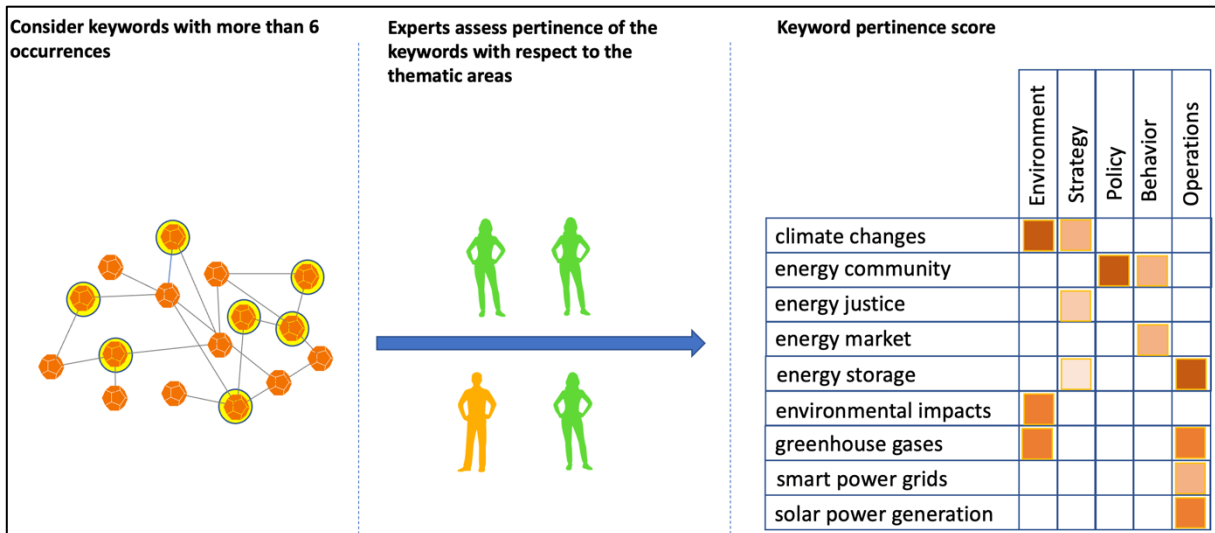 Consider keywords with more than 6
occurrences
Experts assess pertinence of the
keywords with respect to the
thematic areas
Keyword pertinence score
Environment
Strategy
Policy
Behavior
Operations
climate changes
energy community
energy justice
energy market
energy storage
environmental impacts
greenhouse gases
smart power grids
solar power generation